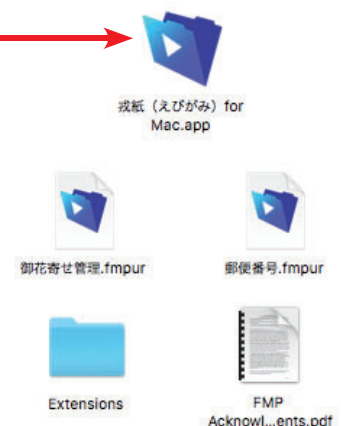 戎紙（えびがみ）for
Mac.app
御花寄せ管理.fmpur
郵便番号.fmpur
Extensions
FMP
Acknowl...ents.pdf